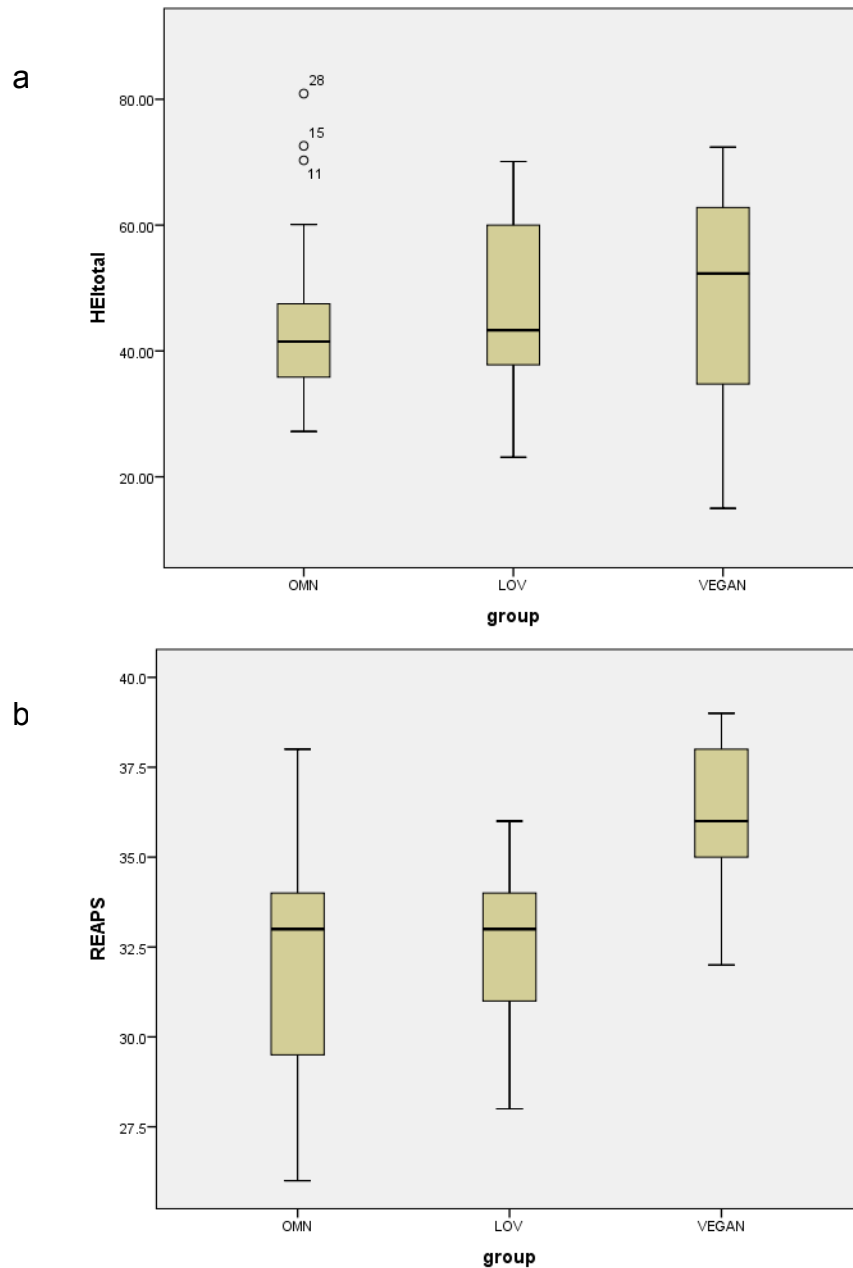 a
28
80.00
15
11
60.00
HEItotal
40.00
20.00
OMN LOV VEGAN
group
b
40.0
37.5
35.0
REAPS
32.5
30.0
27.5
OMN LOV VEGAN
group